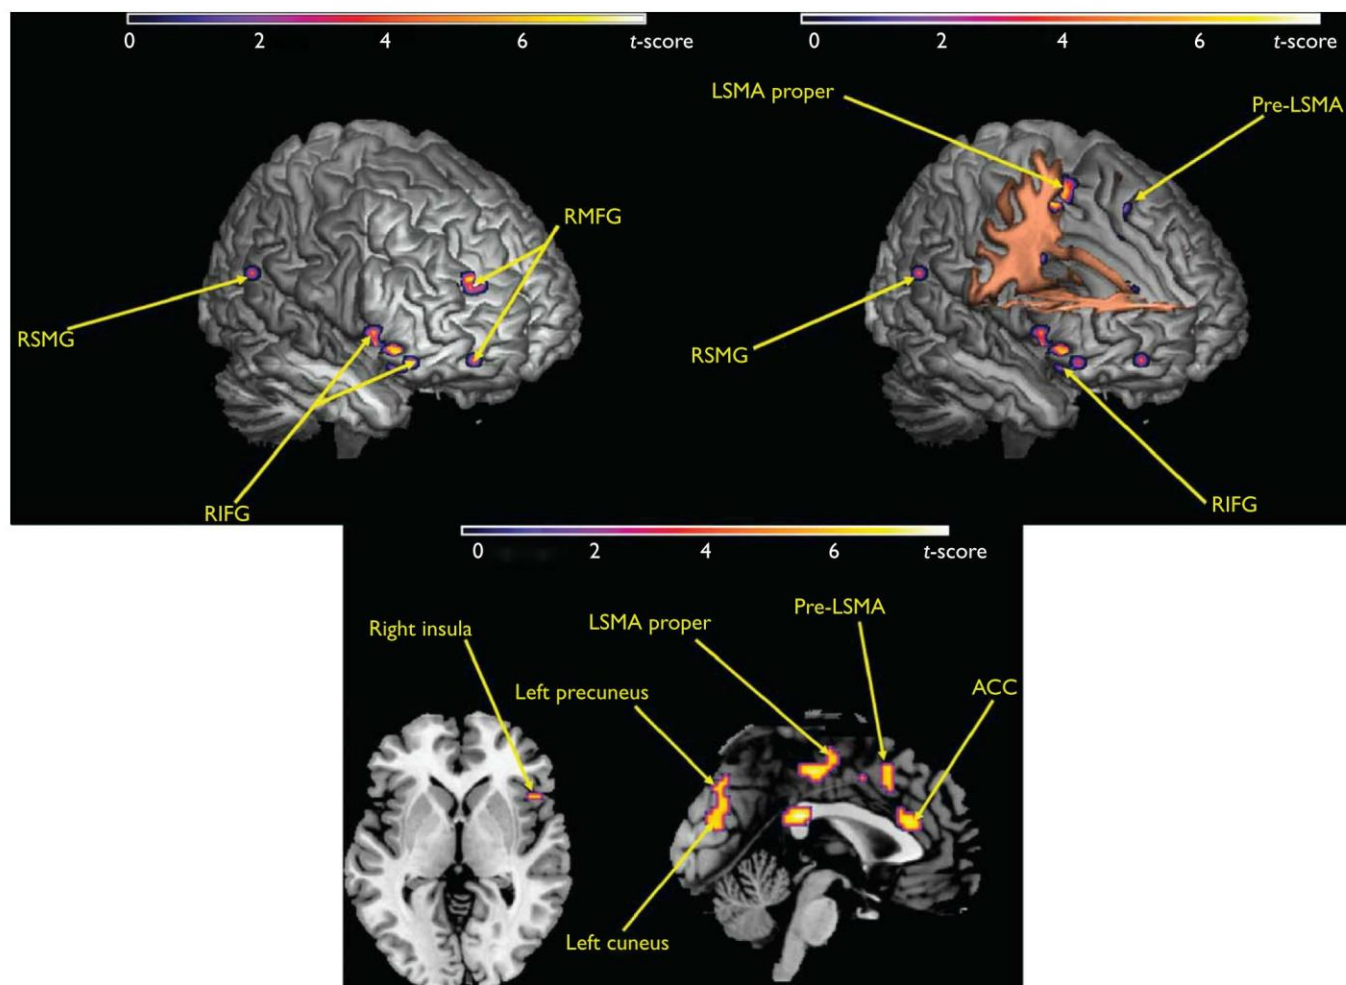 0 2 4 6 t-score
RMFG
RSMG
RIFG
0 2 4 6 t-score
LSMA proper
Pre-LSMA
RSMG
RIFG
0 2 4 6 t-score
Pre-LSMA
LSMA proper
Right insula
ACC
Left precuneus
Left cuneus